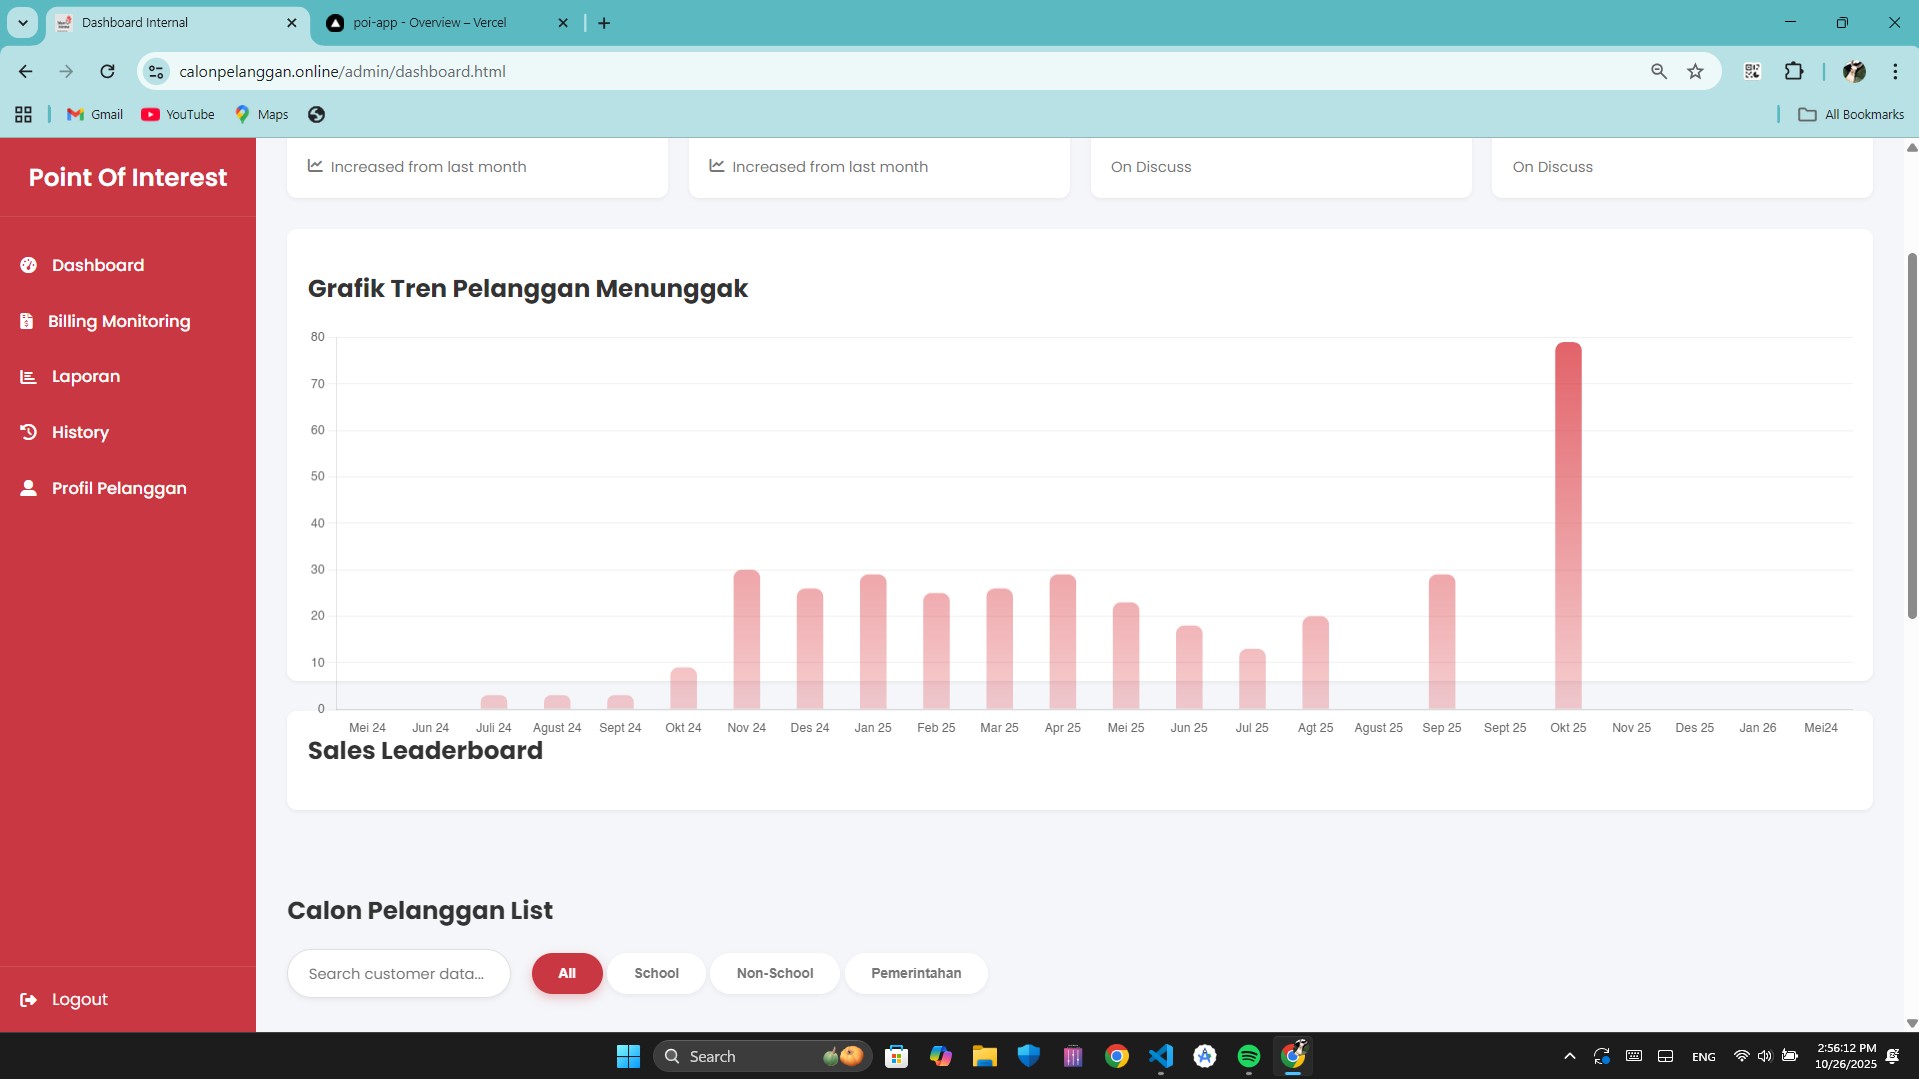 Dashboard Internal
poi-app - Overview – Vercel
calonpelanggan.online/admin/dashboard.html
Gmail
YouTube
Maps
All Bookmarks
Point Of Interest
Dashboard
Billing Monitoring
Laporan
History
Profil Pelanggan
Logout
Increased from last month
Increased from last month
On Discuss
On Discuss
Grafik Tren Pelanggan Menunggak
80
70
60
50
40
30
20
10
0
Mei 24 Jun 24 Juli 24 Agust 24 Sept 24 Okt 24 Nov 24 Des 24 Jan 25 Feb 25 Mar 25 Apr 25 Mei 25 Jun 25 Jul 25 Agt 25 Agust 25 Sep 25 Sept 25 Okt 25 Nov 25 Des 25 Jan 26 Mei24
Sales Leaderboard
Calon Pelanggan List
Search customer data...
All
School
Non-School
Pemerintahan
Search
ENG
2:56:12 PM
10/26/2025